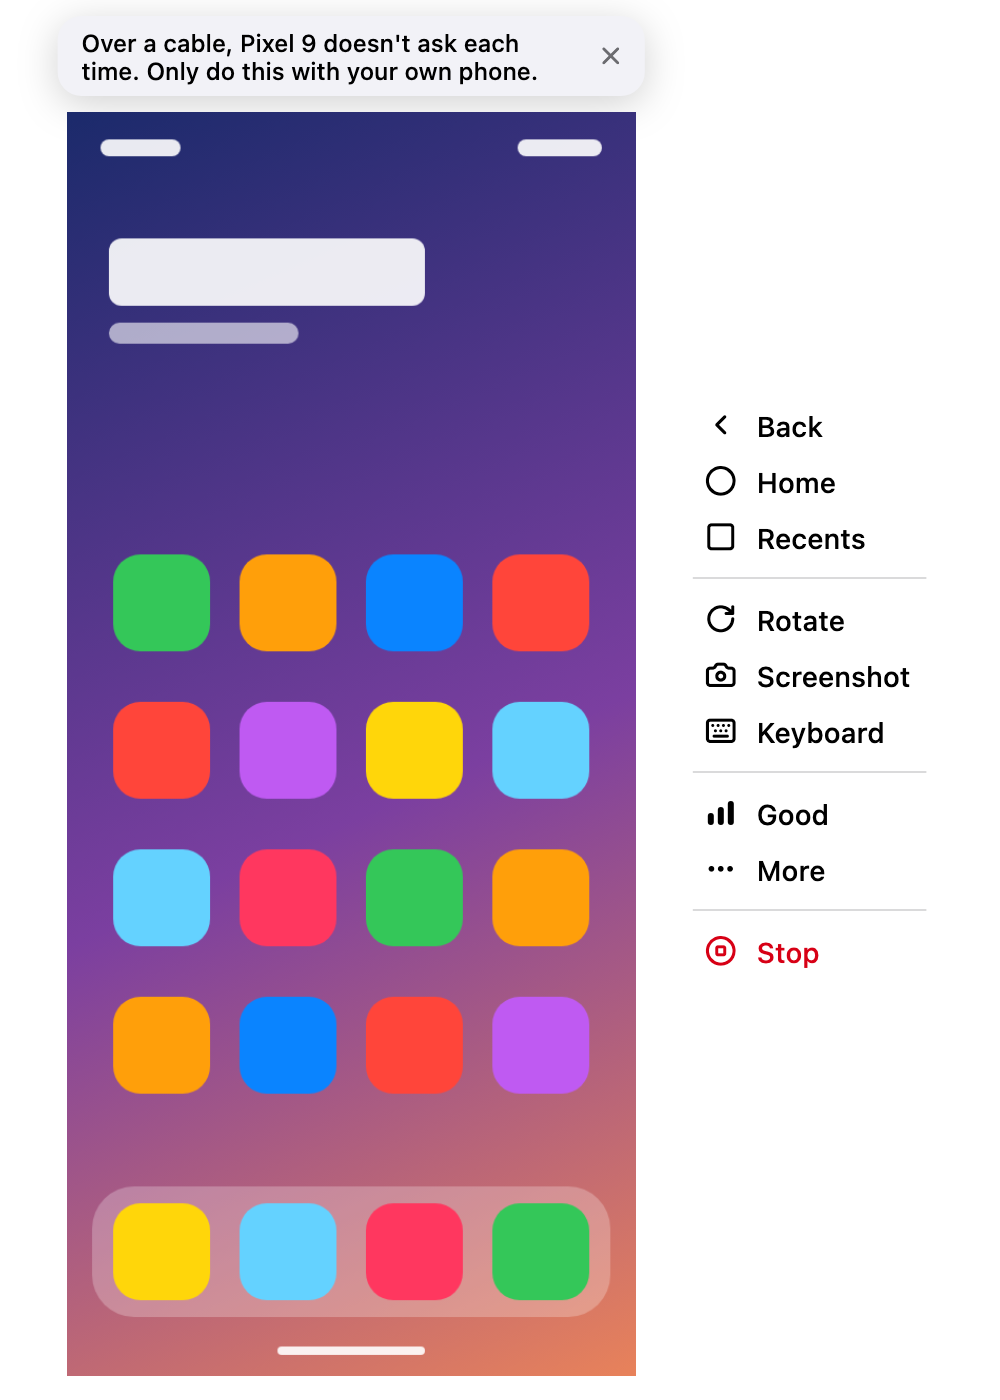 Over a cable, Pixel 9 doesn't ask each
time. Only do this with your own phone.
Back
Home
Recents
Rotate
Screenshot
Keyboard
Good
More
Stop